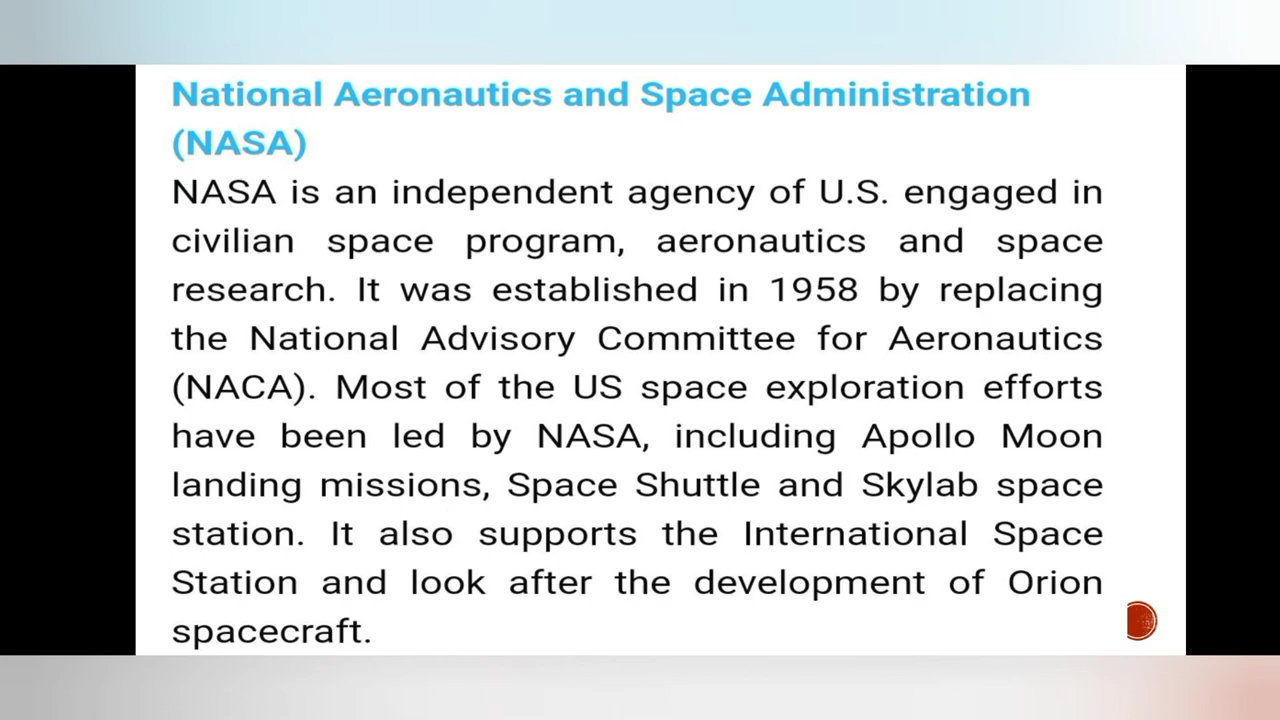 National Aeronautics and Space Administration
(NASA)
NASA is an independent agency of U.S. engaged in
civilian space program, aeronautics and space
research. It was established in 1958 by replacing
the National Advisory Committee for Aeronautics
(NACA). Most of the US space exploration efforts
have been led by NASA, including Apollo Moon
landing missions, Space Shuttle and Skylab space
station. It also supports the International Space
Station and look after the development of Orion
spacecraft.